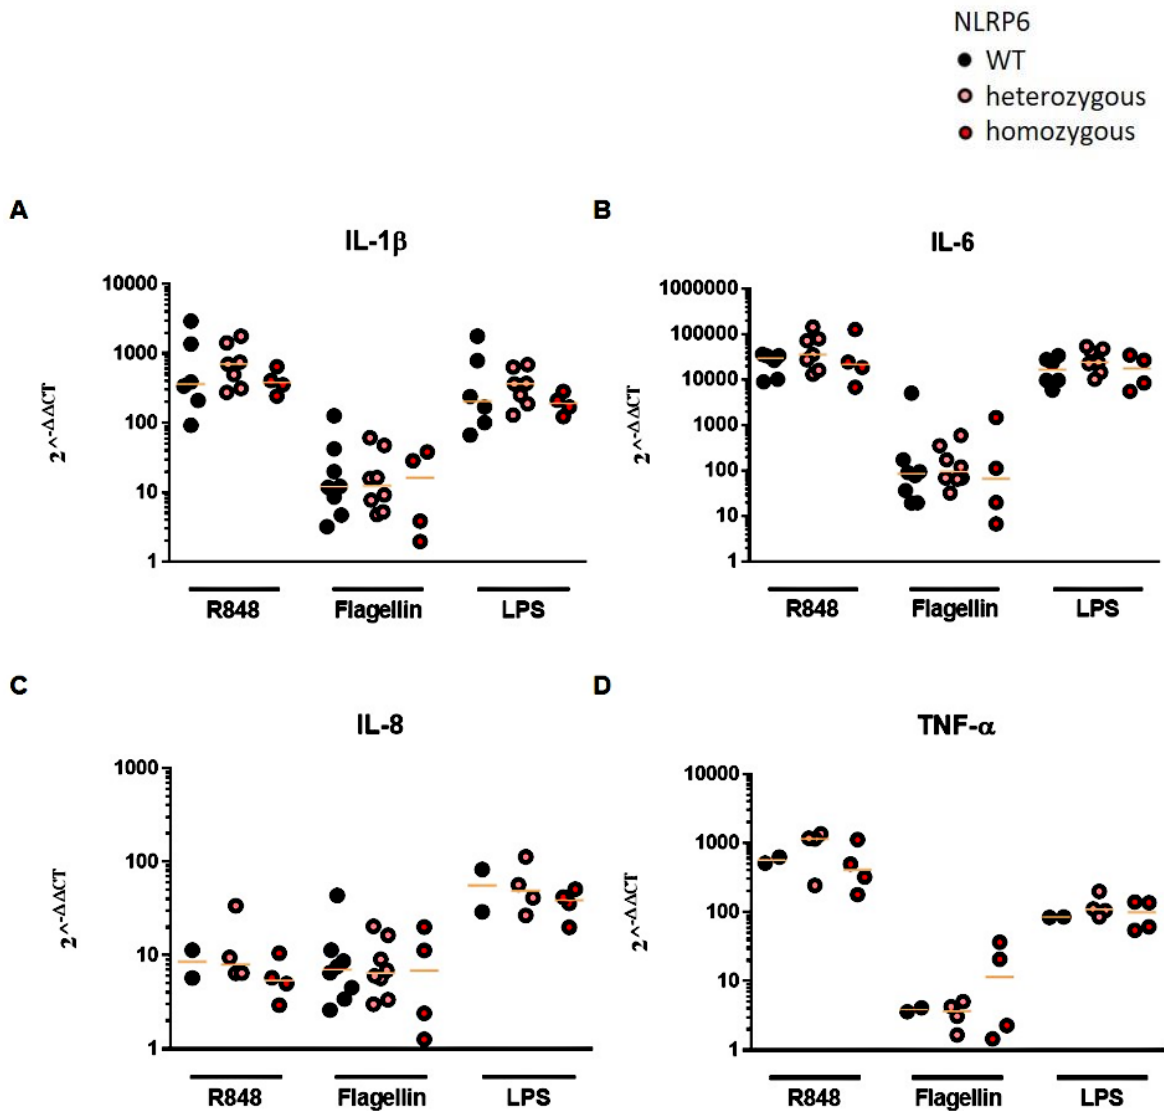 NLRP6
WT
heterozygous
homozygous
A
IL-1β
10000
1000
100
10
1
2^-ΔΔCT
R848 Flagellin LPS
B
IL-6
1000000
100000
10000
1000
100
10
1
2^-ΔΔCT
R848 Flagellin LPS
C
IL-8
1000
100
10
1
2^-ΔΔCT
R848 Flagellin LPS
D
TNF-α
10000
1000
100
10
1
2^-ΔΔCT
R848 Flagellin LPS